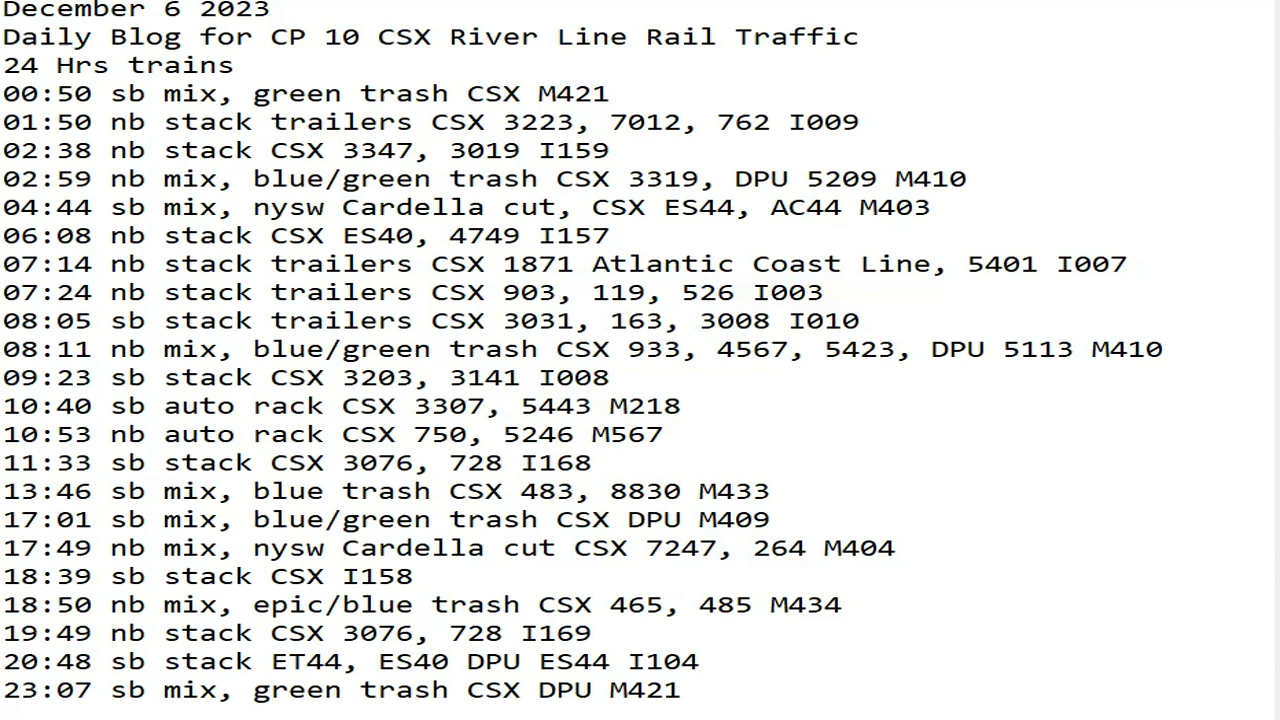 December 6 2023
Daily Blog for CP 10 CSX River Line Rail Traffic
24 Hrs trains
00:50 sb mix, green trash CSX M421
01:50 nb stack trailers CSX 3223, 7012, 762 I009
02:38 nb stack CSX 3347, 3019 I159
02:59 nb mix, blue/green trash CSX 3319, DPU 5209 M410
04:44 sb mix, nysw Cardella cut, CSX ES44, AC44 M403
06:08 nb stack CSX ES40, 4749 I157
07:14 nb stack trailers CSX 1871 Atlantic Coast Line, 5401 I007
07:24 nb stack trailers CSX 903, 119, 526 I003
08:05 sb stack trailers CSX 3031, 163, 3008 I010
08:11 nb mix, blue/green trash CSX 933, 4567, 5423, DPU 5113 M410
09:23 sb stack CSX 3203, 3141 I008
10:40 sb auto rack CSX 3307, 5443 M218
10:53 nb auto rack CSX 750, 5246 M567
11:33 sb stack CSX 3076, 728 I168
13:46 sb mix, blue trash CSX 483, 8830 M433
17:01 sb mix, blue/green trash CSX DPU M409
17:49 nb mix, nysw Cardella cut CSX 7247, 264 M404
18:39 sb stack CSX I158
18:50 nb mix, epic/blue trash CSX 465, 485 M434
19:49 nb stack CSX 3076, 728 I169
20:48 sb stack ET44, ES40 DPU ES44 I104
23:07 sb mix, green trash CSX DPU M421